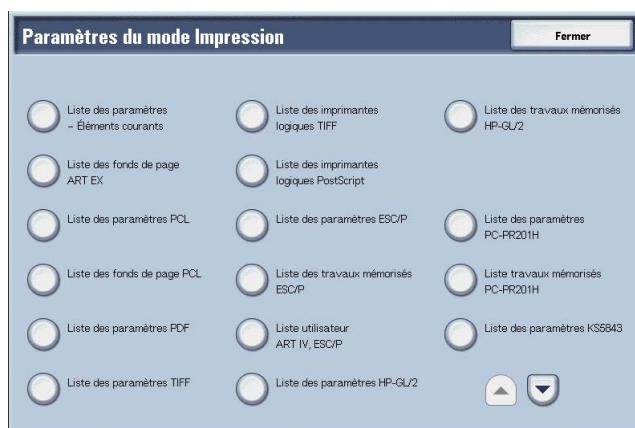 Paramètres du mode Impression
Fermer
Liste des paramètres
– Éléments courants
Liste des fonds de page
ART EX
Liste des paramètres PCL
Liste des fonds de page PCL
Liste des paramètres PDF
Liste des paramètres TIFF
Liste des imprimantes
logiques TIFF
Liste des imprimantes
logiques PostScript
Liste des paramètres ESC/P
Liste des travaux mémorisés
ESC/P
Liste utilisateur
ART IV, ESC/P
Liste des paramètres HP-GL/2
Liste des travaux mémorisés
HP-GL/2
Liste des paramètres
PC-PR201H
Liste travaux mémorisés
PC-PR201H
Liste des paramètres KS5843